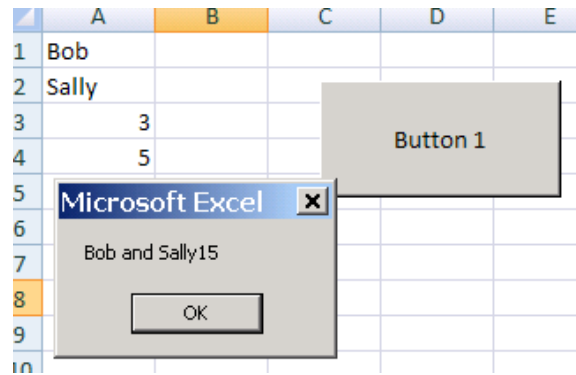 A B C D E
1 Bob
2 Sally
3 3
4 5
Button 1
5
Microsoft Excel
6
Bob and Sally15
7
8
OK
9
10